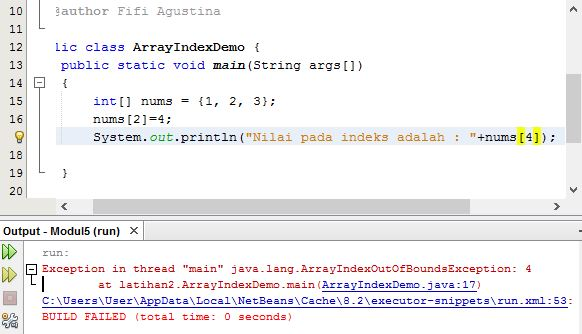 10 @author Fifi Agustina
11
12 lic class ArrayIndexDemo {
13 public static void main(String args[])
14 {
15 int[] nums = {1, 2, 3};
16 nums[2]=4;
System.out.println("Nilai pada indeks adalah : "+nums[4]);
18
19 }
20
Output - Modul5 (run) ×
run:
Exception in thread "main" java.lang.ArrayIndexOutOfBoundsException: 4
at latihan2.ArrayIndexDemo.main(ArrayIndexDemo.java:17)
C:\Users\User\AppData\Local\NetBeans\Cache\8.2\executor-snippets\run.xml:53:
BUILD FAILED (total time: 0 seconds)